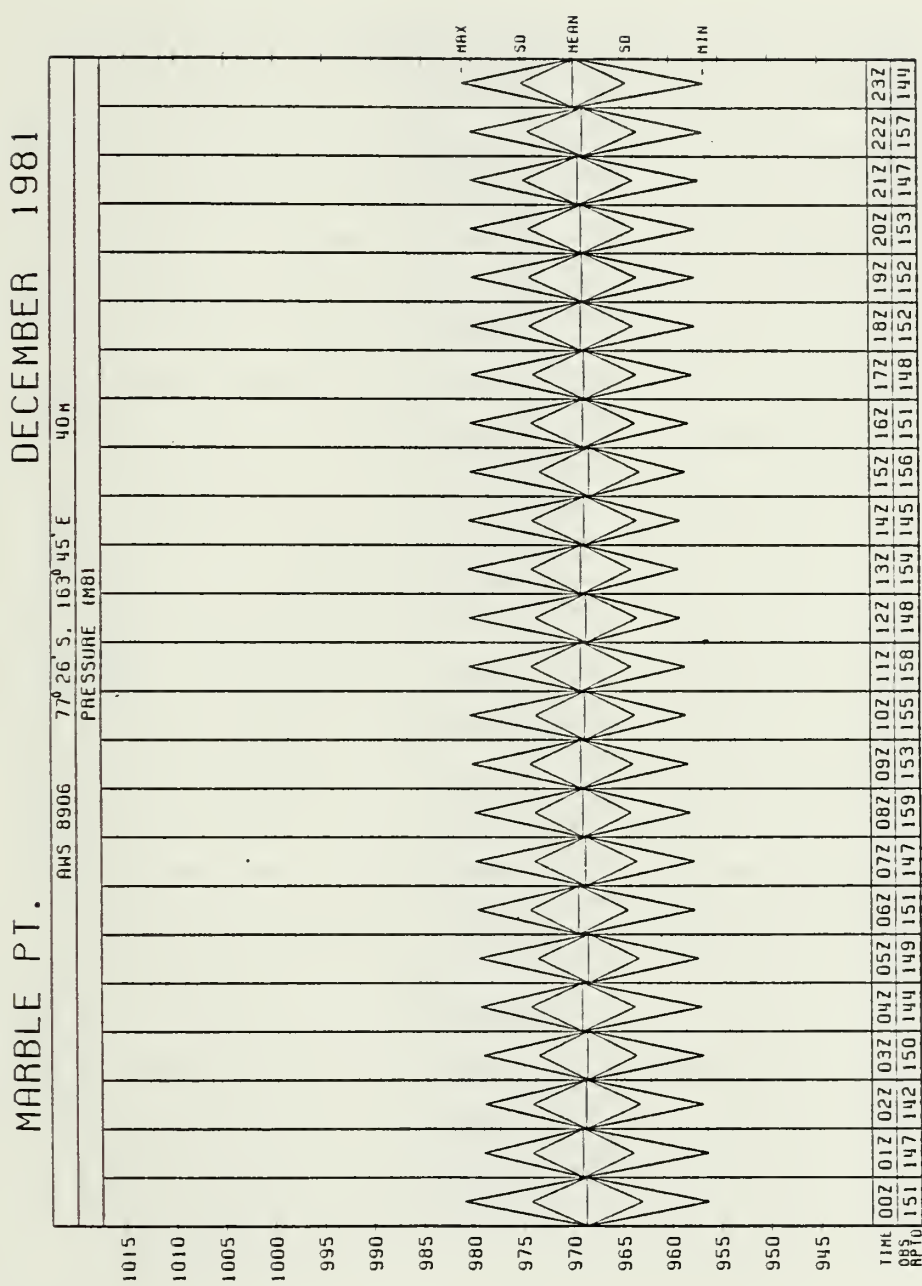 MARBLE PT. DECEMBER 1981
AWS 8906 77° 26' S, 163° 45' E 40M
PRESSURE (MB)
1015
1010
1005
1000
995
990
985
980
975
970
965
960
955
950
945
MAX
SD
MEAN
SD
MIN
TIME 00Z 01Z 02Z 03Z 04Z 05Z 06Z 07Z 08Z 09Z 10Z 11Z 12Z 13Z 14Z 15Z 16Z 17Z 18Z 19Z 20Z 21Z 22Z 23Z
OBS 151 147 142 150 144 149 151 147 159 153 155 158 148 154 145 156 151 148 152 152 153 147 157 144